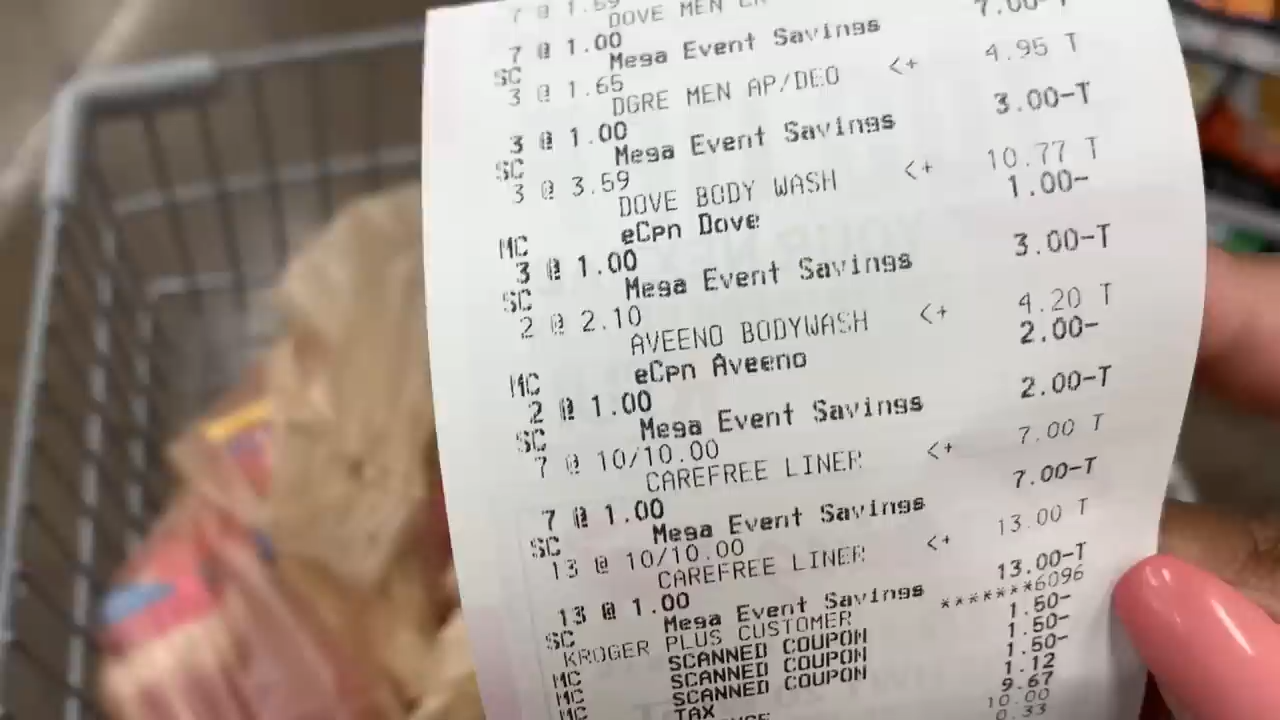 7 @ 1.59
DOVE MEN
7 @ 1.00 7.00-T
SC Mega Event Savings
3 @ 1.65
DGRE MEN AP/DEO <+ 4.95 T
3 @ 1.00
SC Mega Event Savings 3.00-T
3 @ 3.59
DOVE BODY WASH <+ 10.77 T
MC eCpn Dove 1.00-
3 @ 1.00
SC Mega Event Savings 3.00-T
2 @ 2.10
AVEENO BODYWASH <+ 4.20 T
MC eCpn Aveeno 2.00-
2 @ 1.00
SC Mega Event Savings 2.00-T
7 @ 10/10.00
CAREFREE LINER <+ 7.00 T
7 @ 1.00
SC Mega Event Savings 7.00-T
13 @ 10/10.00
CAREFREE LINER <+ 13.00 T
13 @ 1.00
SC Mega Event Savings 13.00-T
KROGER PLUS CUSTOMER *******6096
MC SCANNED COUPON 1.50-
MC SCANNED COUPON 1.50-
MC SCANNED COUPON 1.50-
TAX 1.12
9.67
10.00
0.33